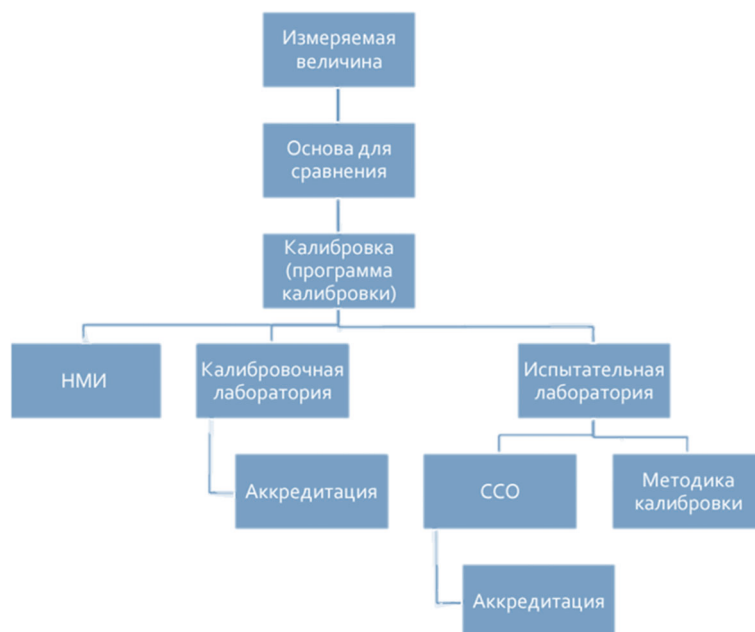 Измеряемая
величина
Основа для
сравнения
Калибровка
(программа
калибровки)
НМИ
Калибровочная
лаборатория
Испытательная
лаборатория
Аккредитация
ССО
Методика
калибровки
Аккредитация